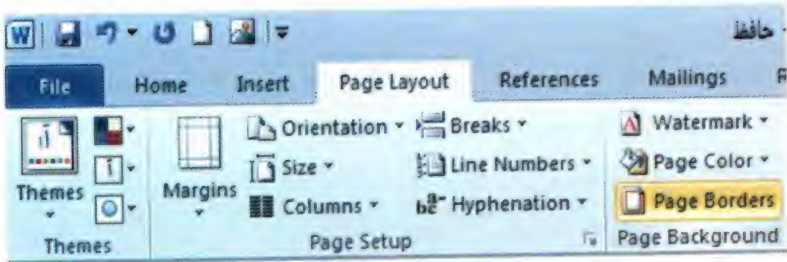 حافظ
File Home Insert Page Layout References Mailings
Orientation Breaks Watermark
Size Line Numbers Page Color
Themes Margins Columns Hyphenation Page Borders
Themes Page Setup Page Background